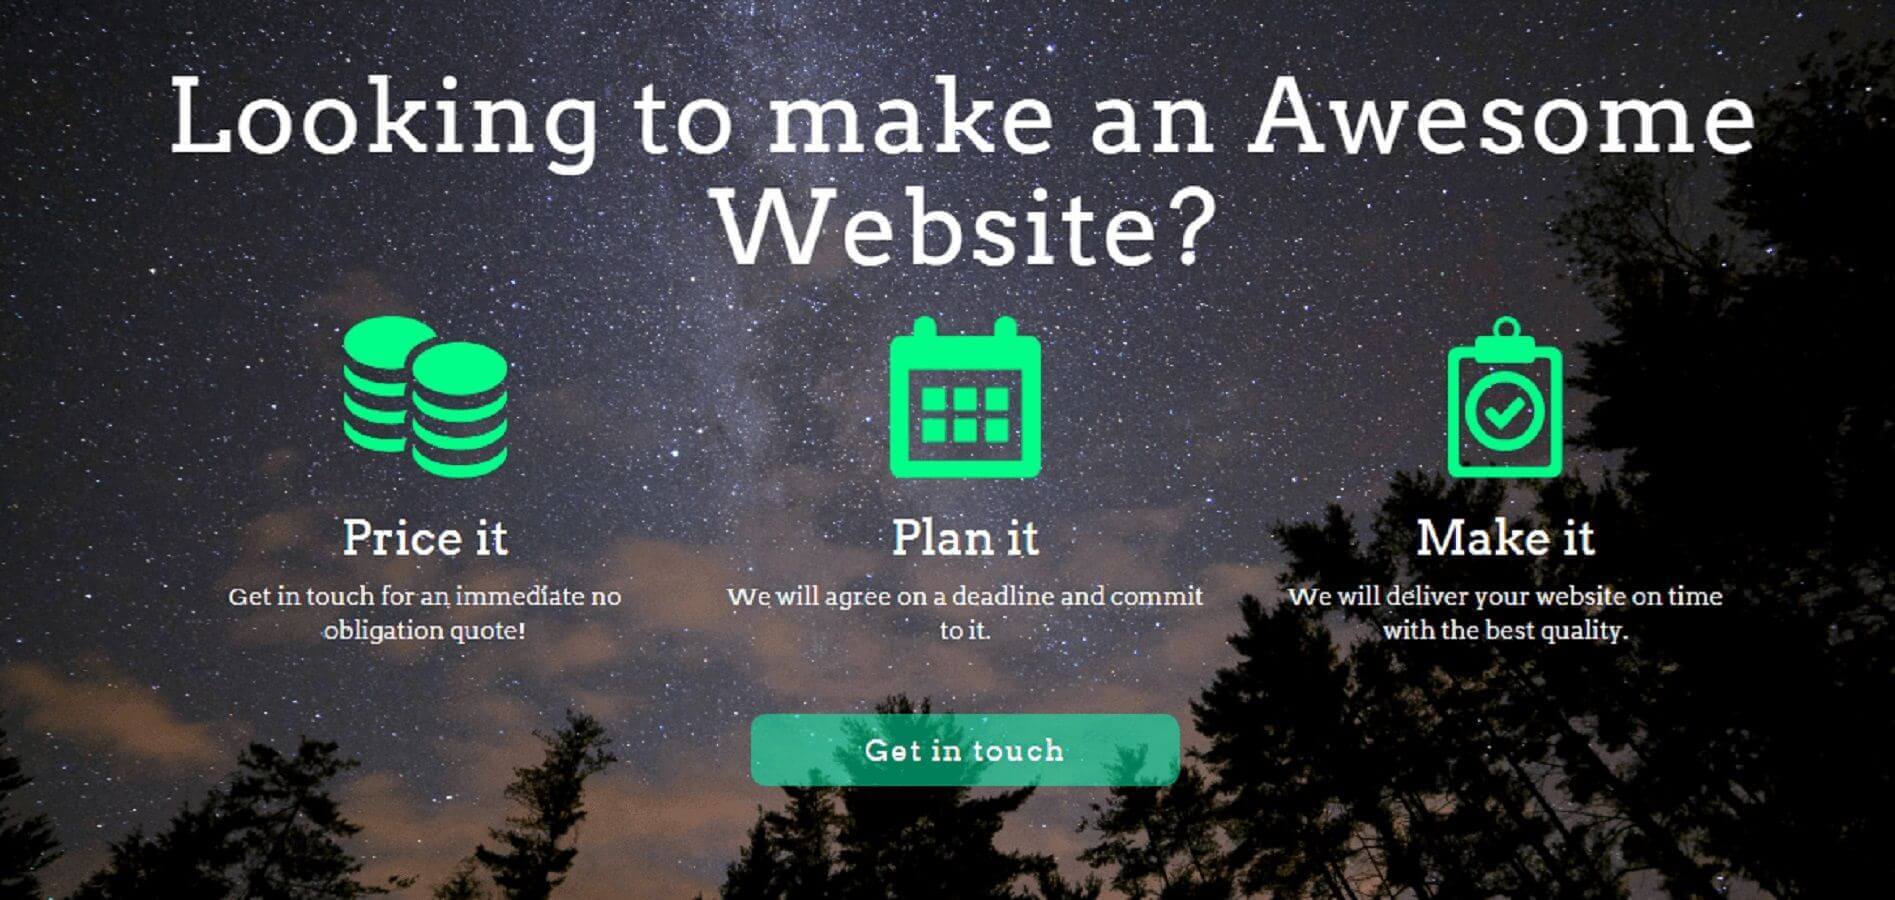 Looking to make an Awesome
Website?
Price it
Get in touch for an immediate no
obligation quote!
Plan it
We will agree on a deadline and commit
to it.
Make it
We will deliver your website on time
with the best quality.
Get in touch